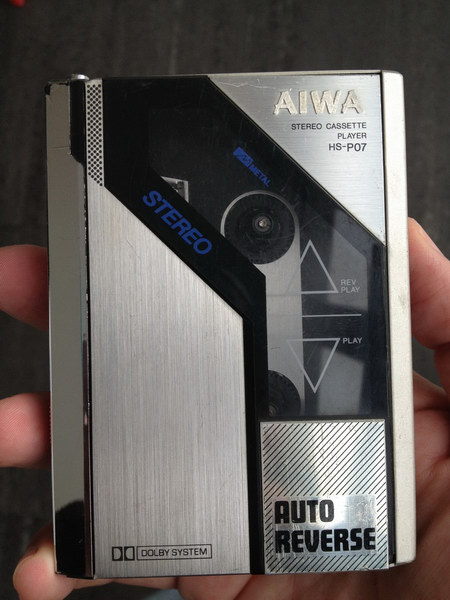 AIWA
STEREO CASSETTE
PLAYER
HS-P07
METAL
STEREO
REV
PLAY
PLAY
AUTO
REVERSE
DOLBY SYSTEM